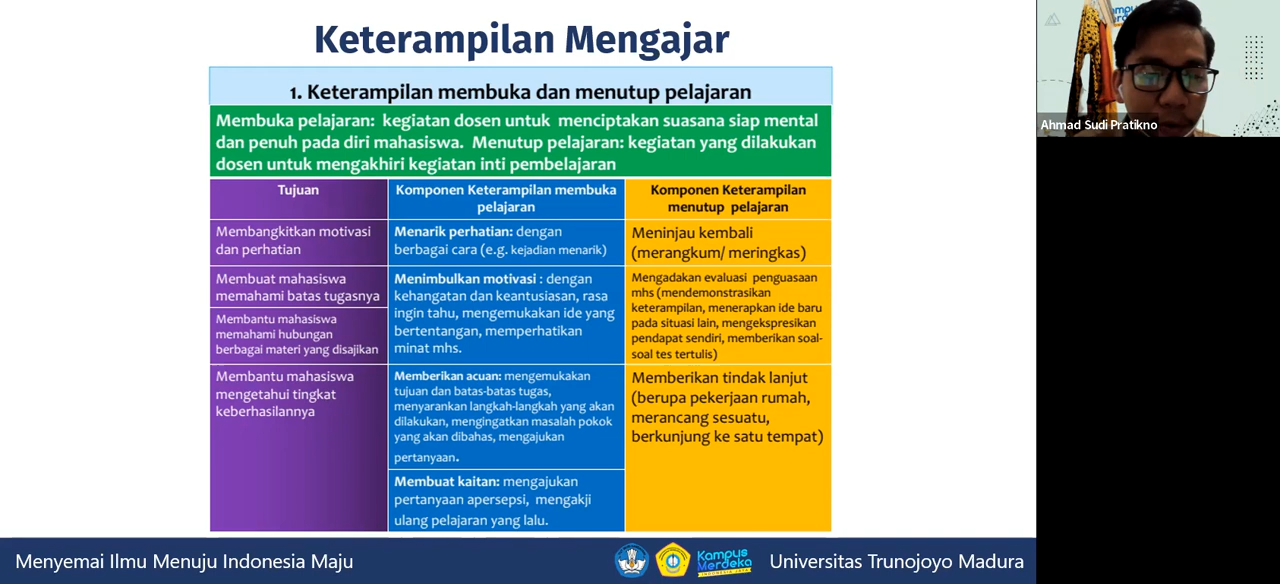 Keterampilan Mengajar
1. Keterampilan membuka dan menutup pelajaran
Membuka pelajaran: kegiatan dosen untuk menciptakan suasana siap mental
dan penuh pada diri mahasiswa. Menutup pelajaran: kegiatan yang dilakukan
dosen untuk mengakhiri kegiatan inti pembelajaran
Tujuan
Komponen Keterampilan membuka
pelajaran
Komponen Keterampilan
menutup pelajaran
Membangkitkan motivasi
dan perhatian
Menarik perhatian: dengan
berbagai cara (e.g. kejadian menarik)
Meninjau kembali
(merangkum/ meringkas)
Membuat mahasiswa
memahami batas tugasnya
Membantu mahasiswa
memahami hubungan
berbagai materi yang disajikan
Menimbulkan motivasi : dengan
kehangatan dan keantusiasan, rasa
ingin tahu, mengemukakan ide yang
bertentangan, memperhatikan
minat mhs.
Mengadakan evaluasi penguasaan
mhs (mendemonstrasikan
keterampilan, menerapkan ide baru
pada situasi lain, mengekspresikan
pendapat sendiri, memberikan soal-
soal tes tertulis)
Membantu mahasiswa
mengetahui tingkat
keberhasilannya
Memberikan acuan: mengemukakan
tujuan dan batas-batas tugas,
menyarankan langkah-langkah yang akan
dilakukan, mengingatkan masalah pokok
yang akan dibahas, mengajukan
pertanyaan.
Membuat kaitan: mengajukan
pertanyaan apersepsi, mengakji
ulang pelajaran yang lalu.
Memberikan tindak lanjut
(berupa pekerjaan rumah,
merancang sesuatu,
berkunjung ke satu tempat)
Ahmad Sudi Pratikno
Menyemai Ilmu Menuju Indonesia Maju
Kampus
Merdeka
INDONESIA JAYA
Universitas Trunojoyo Madura